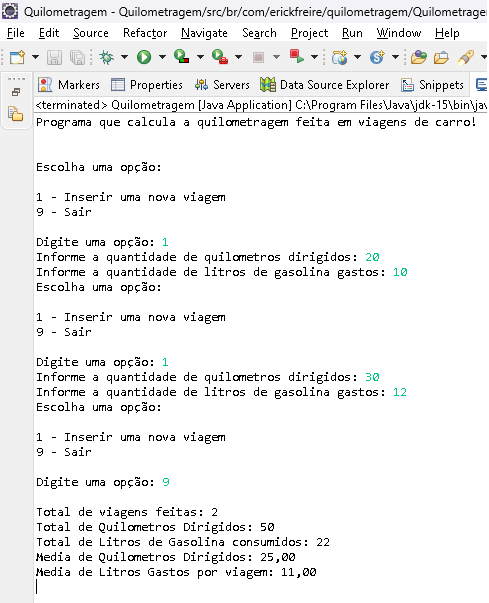 Quilometragem - Quilometragem/src/br/com/erickfreire/quilometragem/Quilometragem
File Edit Source Refactor Navigate Search Project Run Window Help
Markers Properties Servers Data Source Explorer Snippets
<terminated> Quilometragem [Java Application] C:\Program Files\Java\jdk-15\bin\jav
Programa que calcula a quilometragem feita em viagens de carro!
Escolha uma opção:
1 - Inserir uma nova viagem
9 - Sair
Digite uma opção: 1
Informe a quantidade de quilometros dirigidos: 20
Informe a quantidade de litros de gasolina gastos: 10
Escolha uma opção:
1 - Inserir uma nova viagem
9 - Sair
Digite uma opção: 1
Informe a quantidade de quilometros dirigidos: 30
Informe a quantidade de litros de gasolina gastos: 12
Escolha uma opção:
1 - Inserir uma nova viagem
9 - Sair
Digite uma opção: 9
Total de viagens feitas: 2
Total de Quilometros Dirigidos: 50
Total de Litros de Gasolina consumidos: 22
Media de Quilometros Dirigidos: 25,00
Media de Litros Gastos por viagem: 11,00